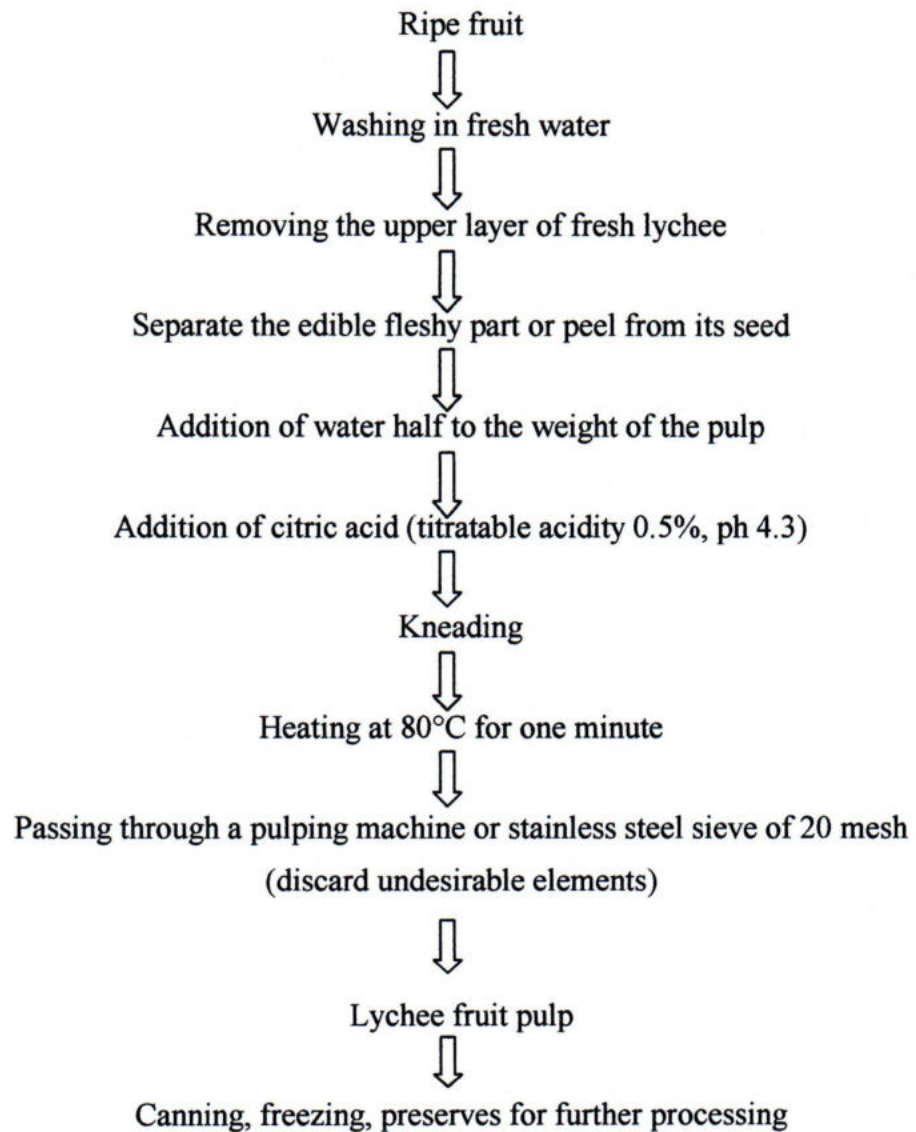 Ripe fruit
Washing in fresh water
Removing the upper layer of fresh lychee
Separate the edible fleshy part or peel from its seed
Addition of water half to the weight of the pulp
Addition of citric acid (titratable acidity 0.5%, ph 4.3)
Kneading
Heating at 80°C for one minute
Passing through a pulping machine or stainless steel sieve of 20 mesh
(discard undesirable elements)
Lychee fruit pulp
Canning, freezing, preserves for further processing